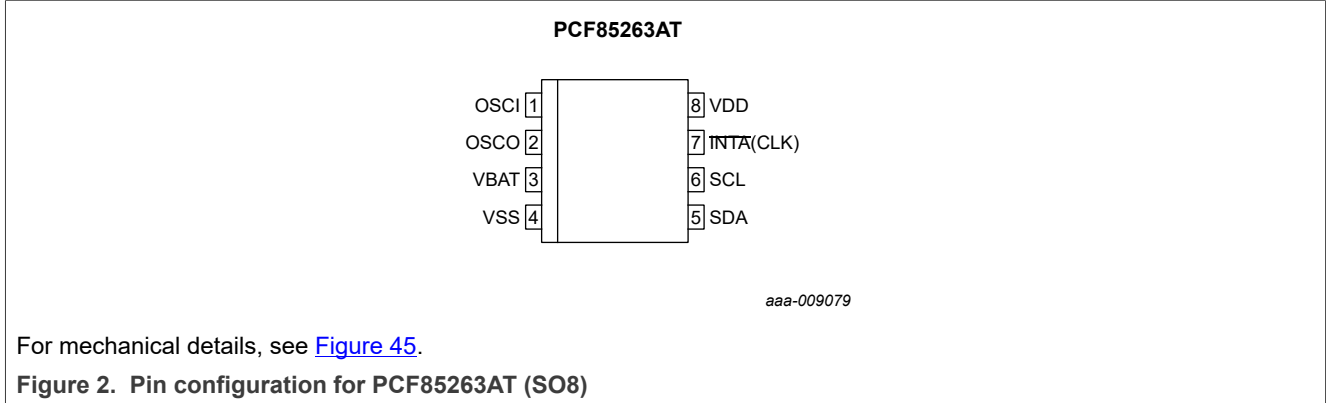 PCF85263AT
OSCI 1
8 VDD
OSCO 2
7 INTA(CLK)
VBAT 3
6 SCL
VSS 4
5 SDA
aaa-009079
For mechanical details, see Figure 45.
Figure 2. Pin configuration for PCF85263AT (SO8)